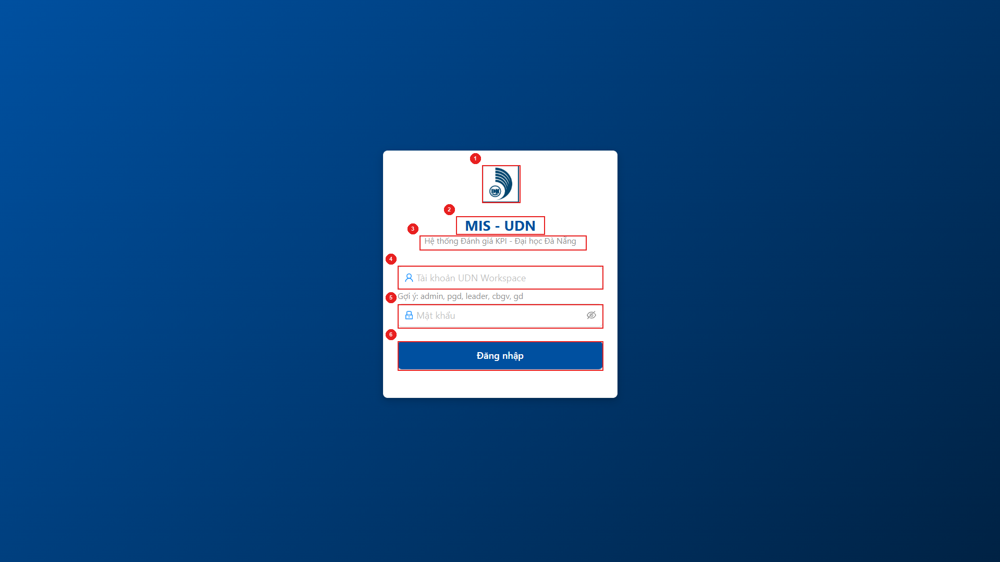 1
DN
2
MIS - UDN
3
Hệ thống Đánh giá KPI - Đại học Đà Nẵng
4
Tài khoản UDN Workspace
5 Gợi ý: admin, pgd, leader, cbgv, gd
Mật khẩu
6
Đăng nhập